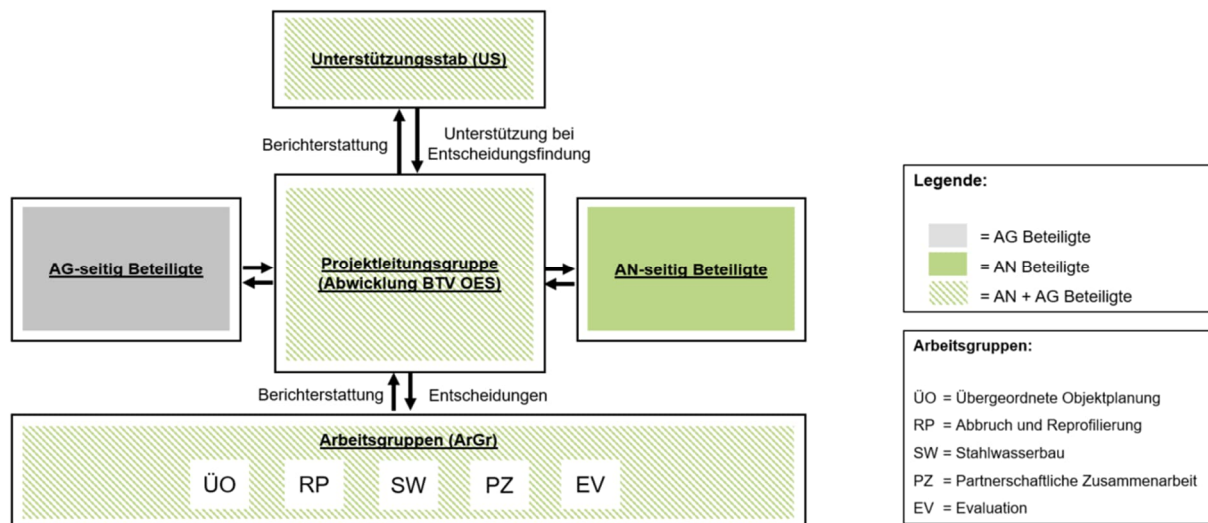 Unterstützungsstab (US)
Berichterstattung
Unterstützung bei
Entscheidungsfindung
AG-seitig Beteiligte
Projektleitungsgruppe
(Abwicklung BTV OES)
AN-seitig Beteiligte
Berichterstattung
Entscheidungen
Arbeitsgruppen (ArGr)
ÜO
RP
SW
PZ
EV
Legende:
= AG Beteiligte
= AN Beteiligte
= AN + AG Beteiligte
Arbeitsgruppen:
ÜO = Übergeordnete Objektplanung
RP = Abbruch und Reprofilierung
SW = Stahlwasserbau
PZ = Partnerschaftliche Zusammenarbeit
EV = Evaluation